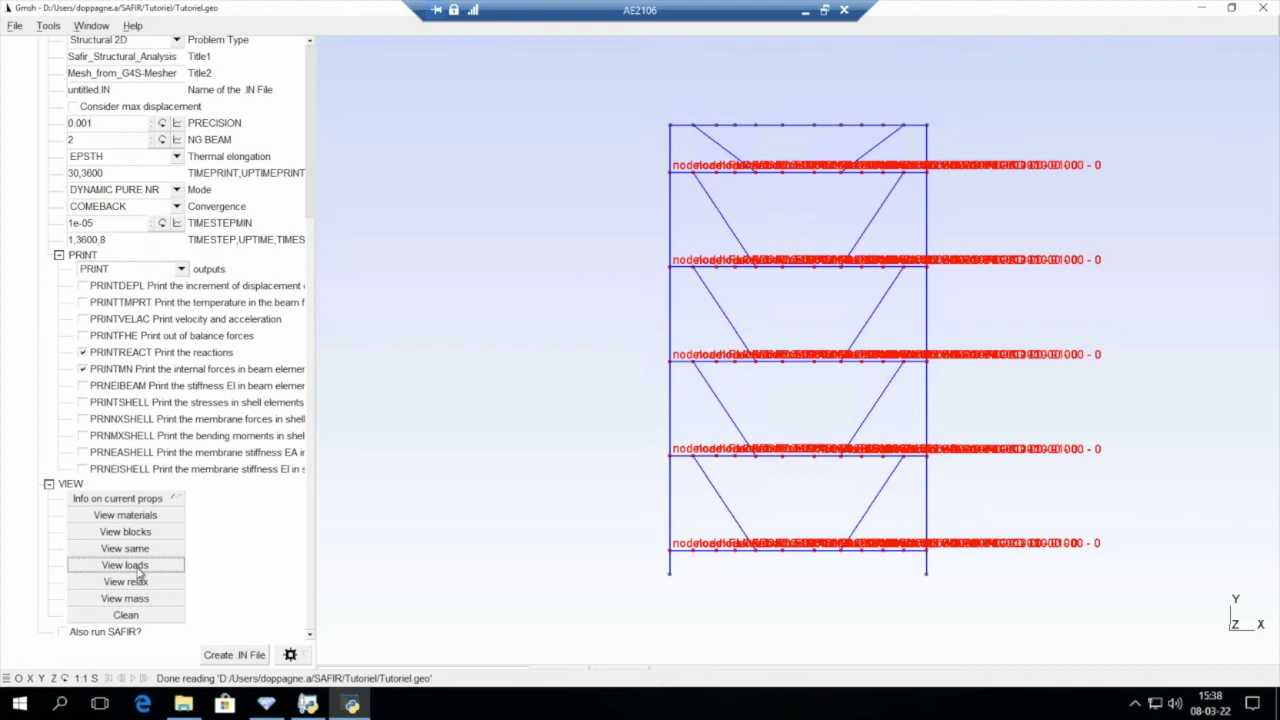 Gmsh - D:/Users/doppagne.a/SAFIR/Tutoriel/Tutoriel.geo
AE2106
File Tools Window Help
Structural 2D Problem Type
Safir_Structural_Analysis Title1
Mesh_from_G4S-Mesher Title2
untitled.IN Name of the .IN File
Consider max displacement
0.001 PRECISION
2 NG BEAM
EPSTH Thermal elongation
30,3600 TIMEPRINT,UPTIMEPRINT
DYNAMIC PURE NR Mode
COMEBACK Convergence
1e-05 TIMESTEPMIN
1,3600,8 TIMESTEP,UPTIME,TIMES
PRINT
PRINT outputs
PRINTDEPL Print the increment of displacement
PRINTTMPRT Print the temperature in the beam f
PRINTVELAC Print velocity and acceleration
PRINTFHE Print out of balance forces
PRINTREACT Print the reactions
PRINTMN Print the internal forces in beam elemer
PRNEIBEAM Print the stiffness EI in beam elemer
PRINTSHELL Print the stresses in shell elements
PRNNXSHELL Print the membrane forces in shel
PRNMXSHELL Print the bending moments in shel
PRNEASHELL Print the membrane stiffness EA i
PRNEISHELL Print the membrane stiffness EI in s
VIEW
Info on current props
View materials
View blocks
View same
View loads
View relax
View mass
Clean
Also run SAFIR?
Create .IN File
Y
Z X
O X Y Z 1:1 S Done reading 'D:/Users/doppagne.a/SAFIR/Tutoriel/Tutoriel.geo'
15:38
08-03-22